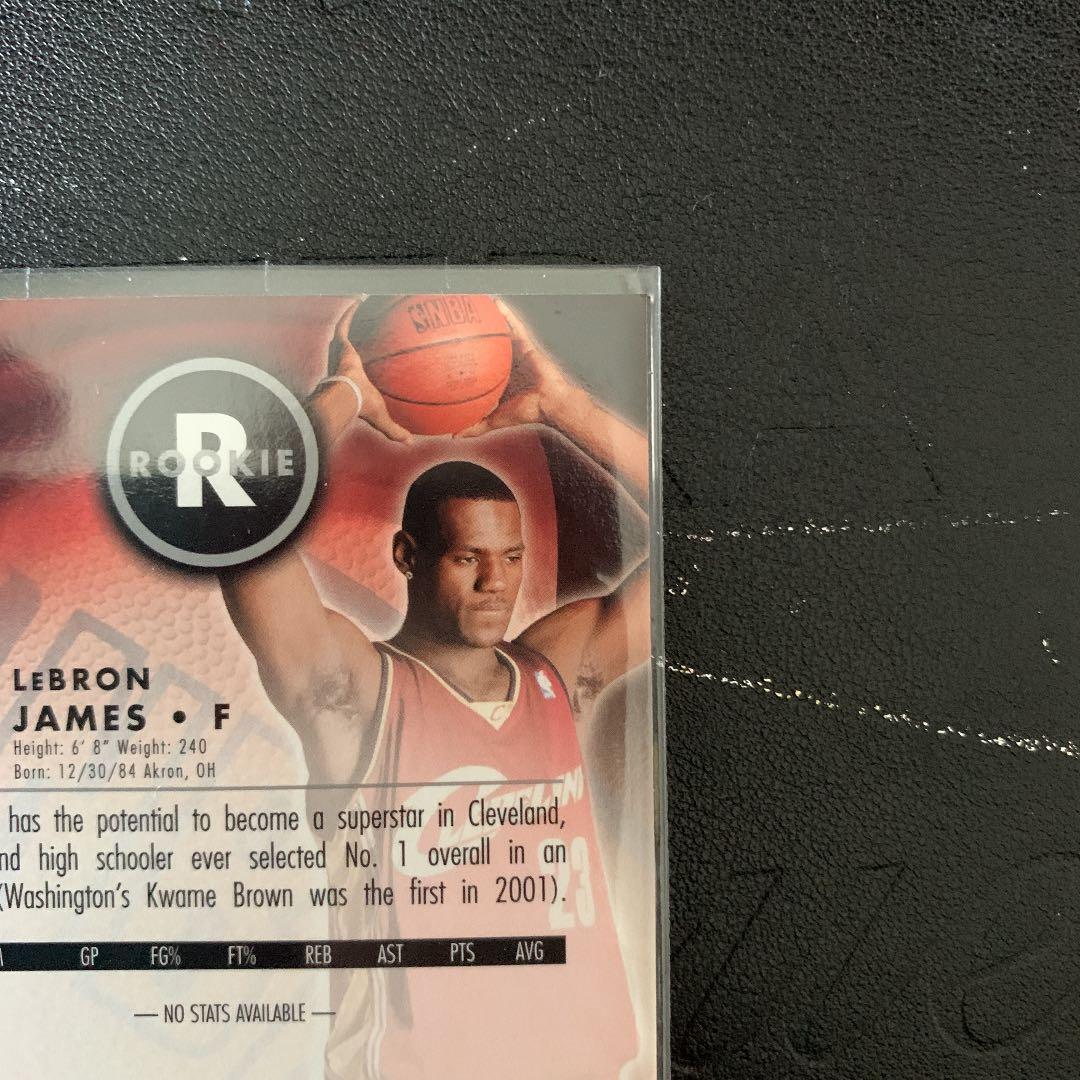 NBA
R
ROOKIE
LEBRON
JAMES • F
Height: 6' 8" Weight: 240
Born: 12/30/84 Akron, OH
has the potential to become a superstar in Cleveland,
nd high schooler ever selected No. 1 overall in an
(Washington's Kwame Brown was the first in 2001).
GP FG% FT% REB AST PTS AVG
— NO STATS AVAILABLE —
23